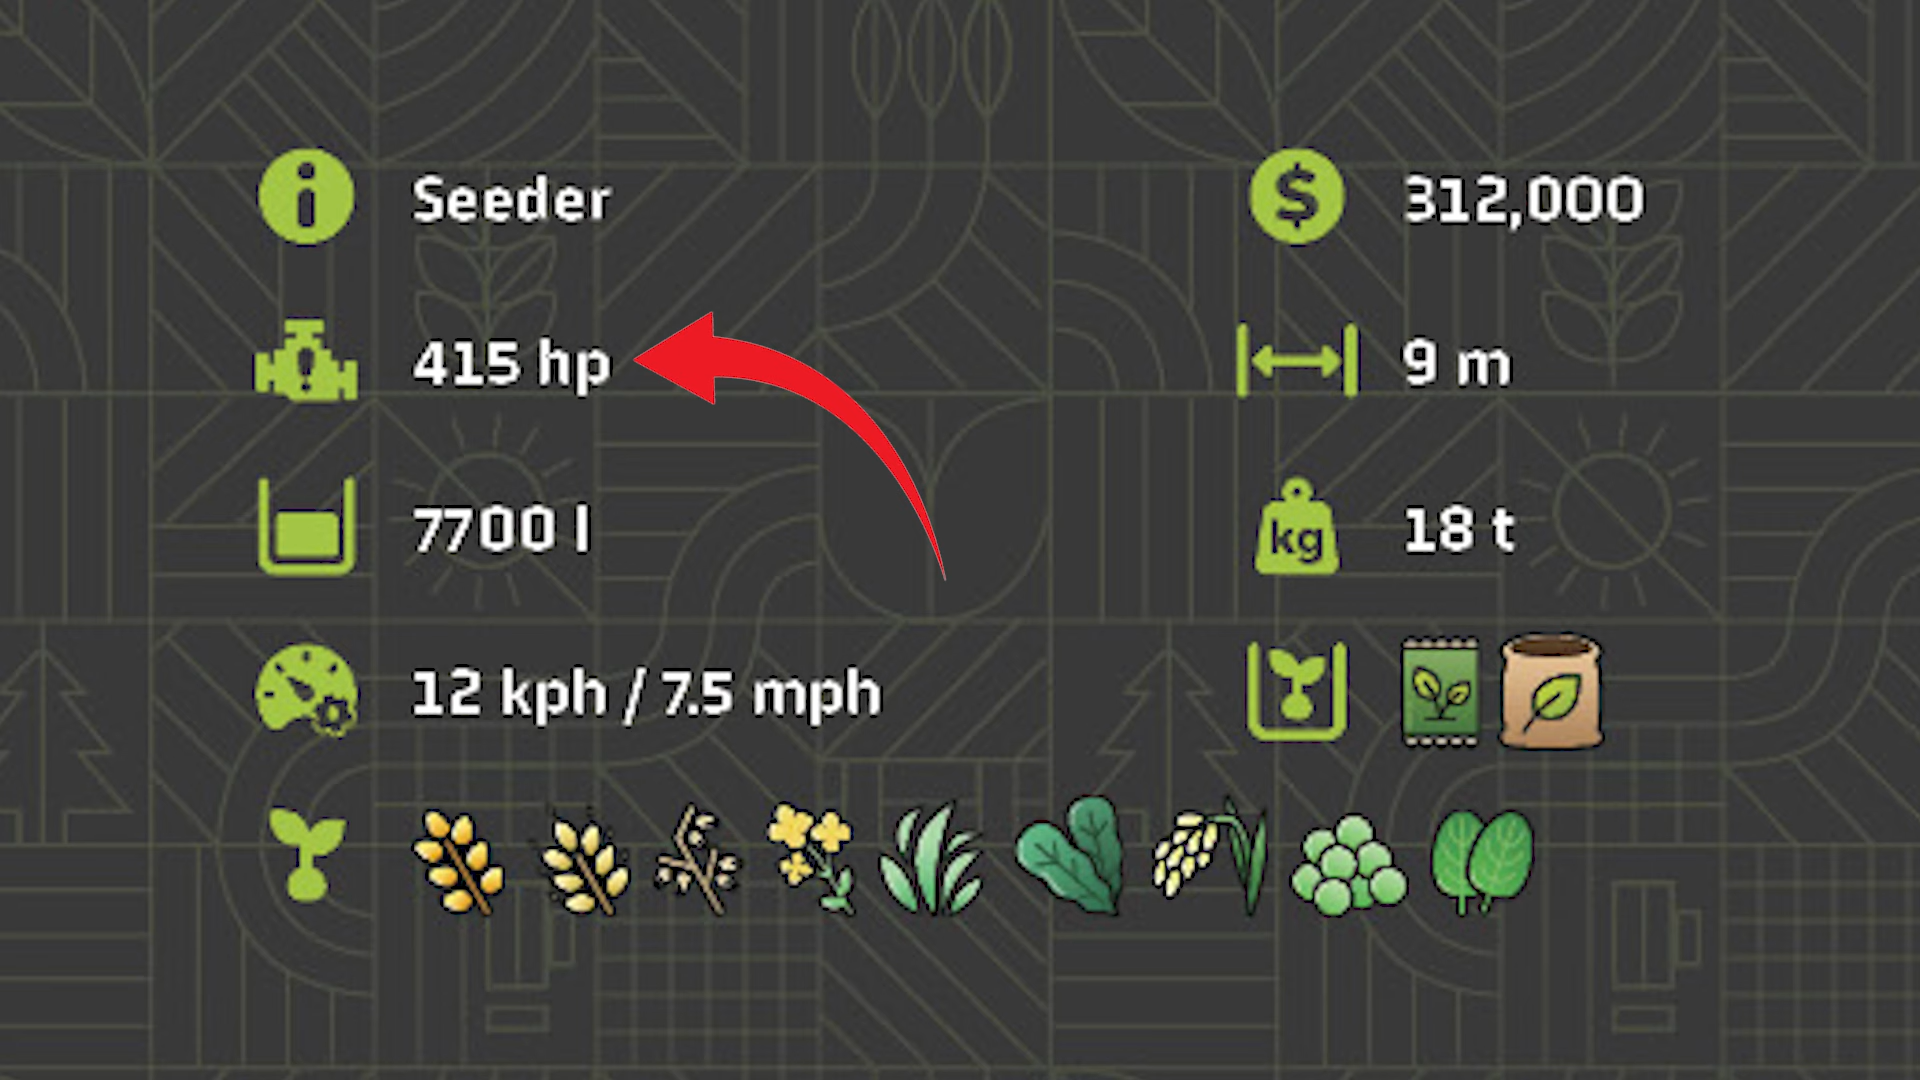 Seeder
$ 312,000
415 hp
9 m
7700 l
kg 18 t
12 kph / 7.5 mph